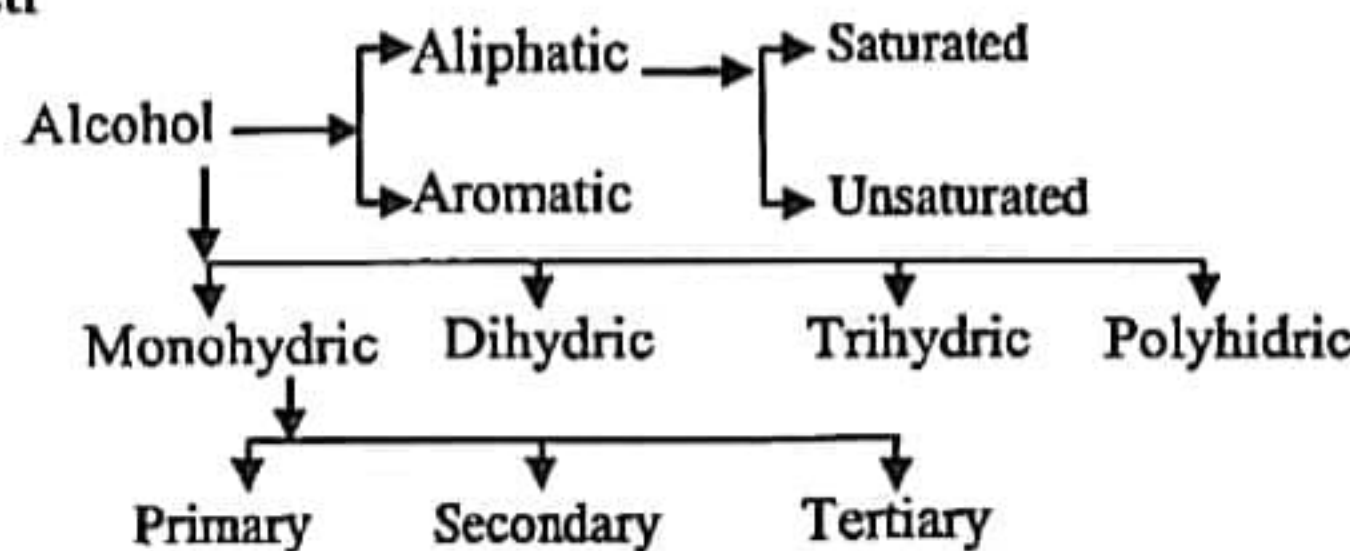 Aliphatic Saturated
Alcohol
Aromatic Unsaturated
Monohydric Dihydric Trihydric Polyhidric
Primary Secondary Tertiary